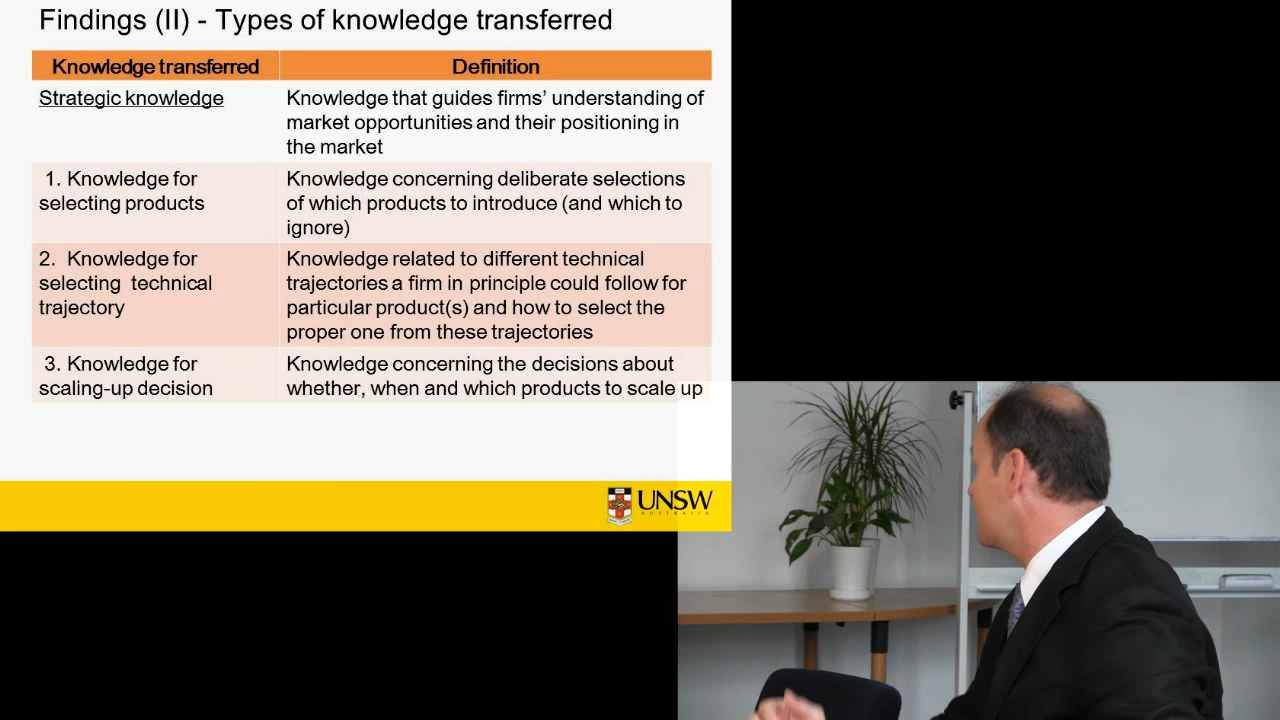 Findings (II) - Types of knowledge transferred
Knowledge transferred
Definition
Strategic knowledge
Knowledge that guides firms' understanding of
market opportunities and their positioning in
the market
1. Knowledge for
selecting products
Knowledge concerning deliberate selections
of which products to introduce (and which to
ignore)
2. Knowledge for
selecting technical
trajectory
Knowledge related to different technical
trajectories a firm in principle could follow for
particular product(s) and how to select the
proper one from these trajectories
3. Knowledge for
scaling-up decision
Knowledge concerning the decisions about
whether, when and which products to scale up
UNSW
AUSTRALIA